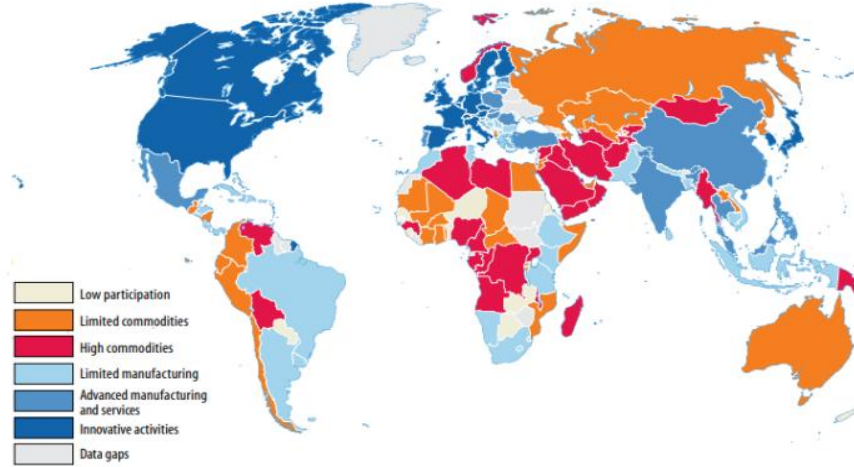 Low participation
Limited commodities
High commodities
Limited manufacturing
Advanced manufacturing
and services
Innovative activities
Data gaps